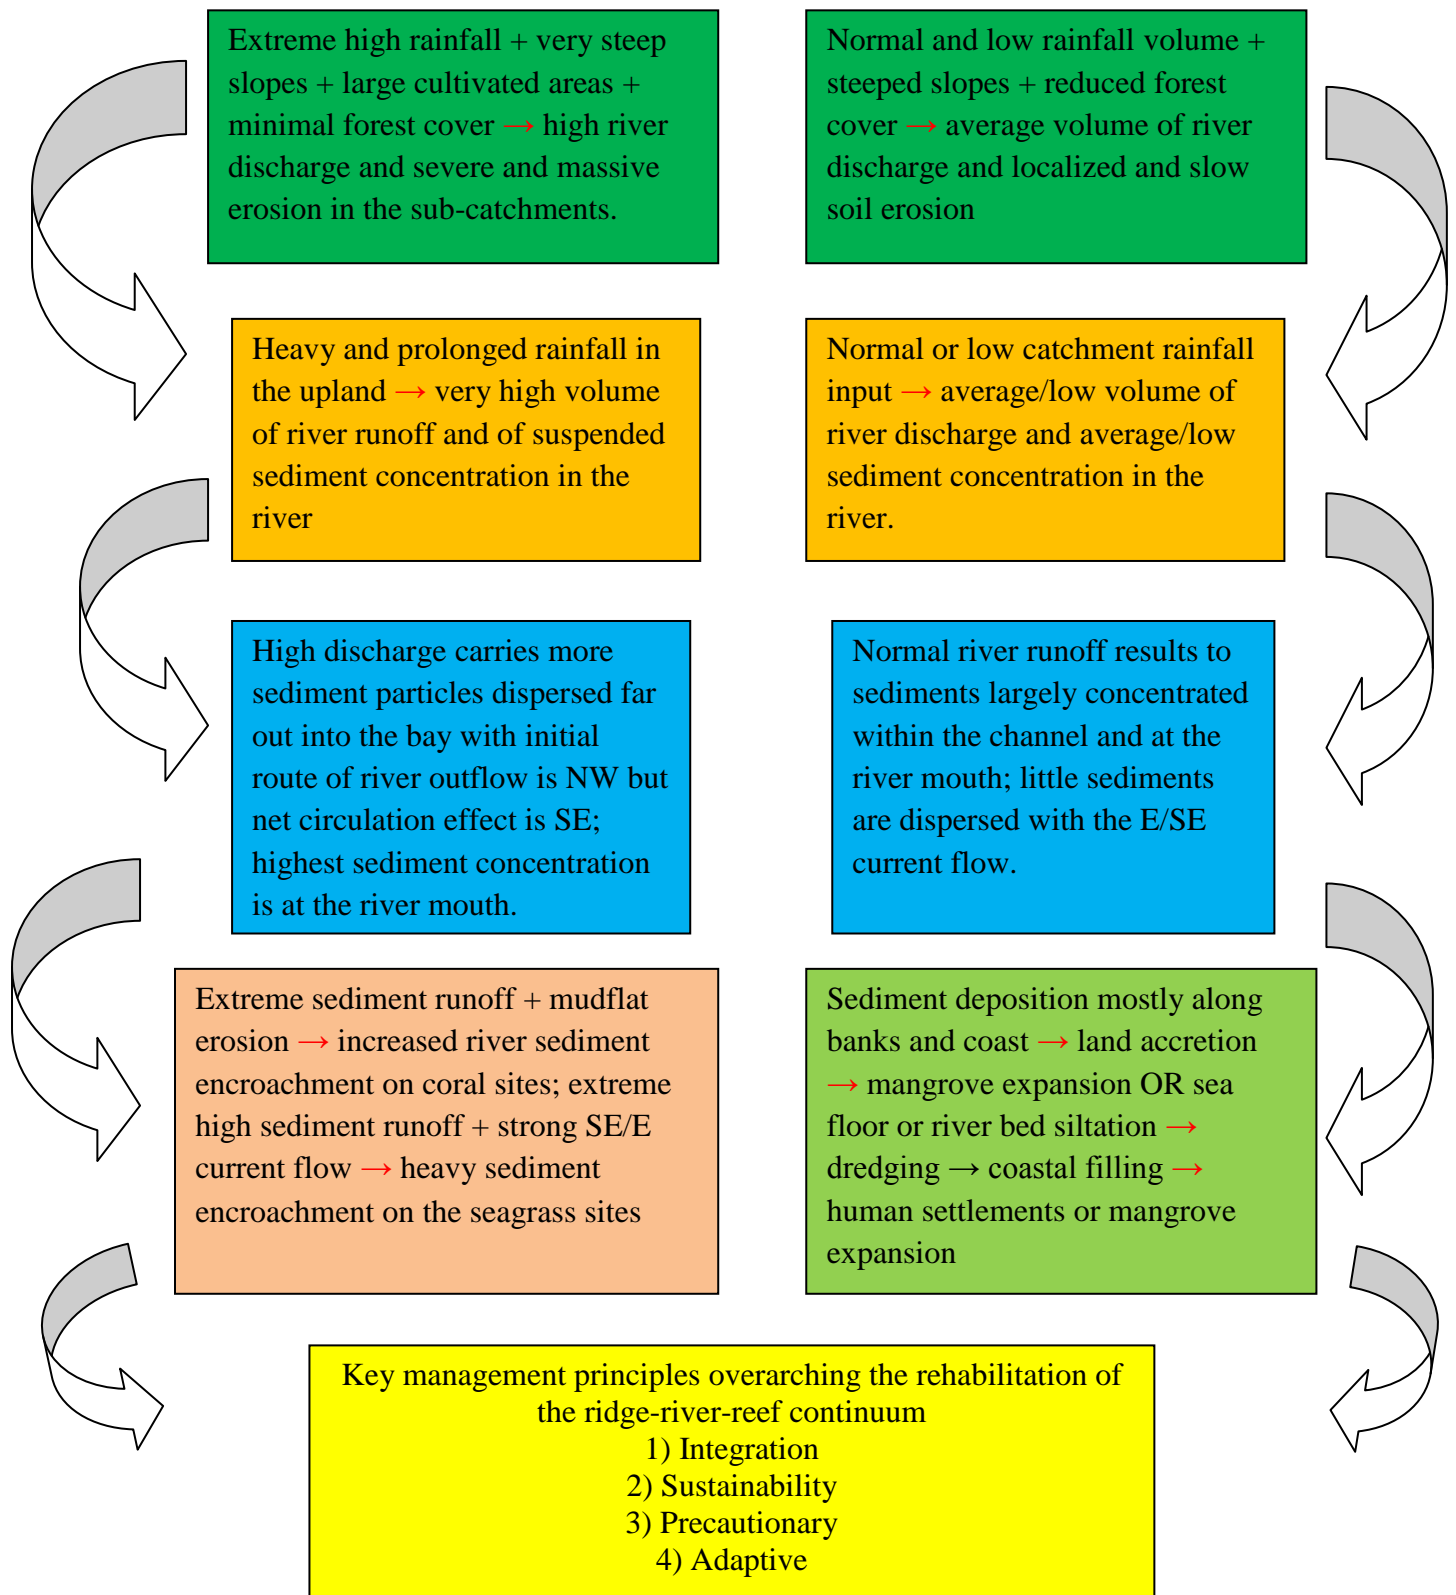 Extreme high rainfall + very steep
slopes + large cultivated areas +
minimal forest cover → high river
discharge and severe and massive
erosion in the sub-catchments.
Normal and low rainfall volume +
steeped slopes + reduced forest
cover → average volume of river
discharge and localized and slow
soil erosion
Heavy and prolonged rainfall in
the upland → very high volume
of river runoff and of suspended
sediment concentration in the
river
Normal or low catchment rainfall
input → average/low volume of
river discharge and average/low
sediment concentration in the
river.
High discharge carries more
sediment particles dispersed far
out into the bay with initial
route of river outflow is NW but
net circulation effect is SE;
highest sediment concentration
is at the river mouth.
Normal river runoff results to
sediments largely concentrated
within the channel and at the
river mouth; little sediments
are dispersed with the E/SE
current flow.
Extreme sediment runoff + mudflat
erosion → increased river sediment
encroachment on coral sites; extreme
high sediment runoff + strong SE/E
current flow → heavy sediment
encroachment on the seagrass sites
Sediment deposition mostly along
banks and coast → land accretion
→ mangrove expansion OR sea
floor or river bed siltation →
dredging → coastal filling →
human settlements or mangrove
expansion
Key management principles overarching the rehabilitation of
the ridge-river-reef continuum
1) Integration
2) Sustainability
3) Precautionary
4) Adaptive